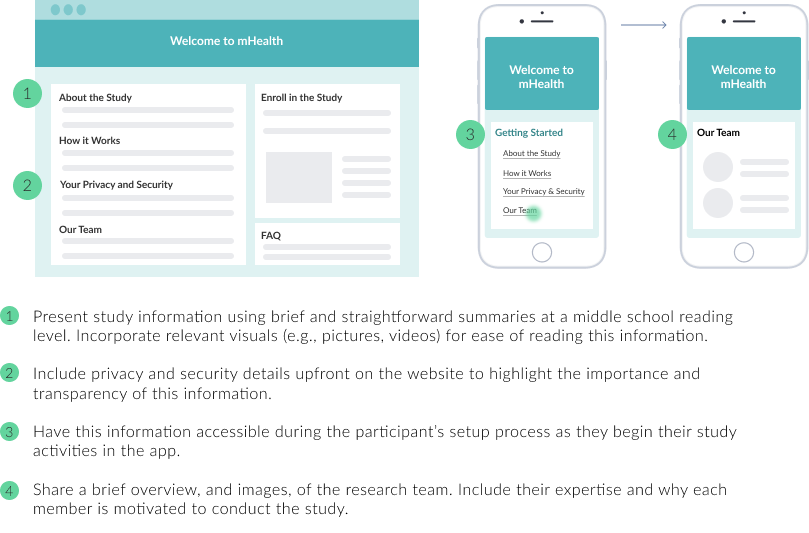 Welcome to mHealth
1
About the Study
How it Works
2
Your Privacy and Security
Our Team
Enroll in the Study
FAQ
Welcome to
mHealth
3
Getting Started
About the Study
How it Works
Your Privacy & Security
Our Team
Welcome to
mHealth
4
Our Team
1 Present study information using brief and straightforward summaries at a middle school reading
level. Incorporate relevant visuals (e.g., pictures, videos) for ease of reading this information.
2 Include privacy and security details upfront on the website to highlight the importance and
transparency of this information.
3 Have this information accessible during the participant's setup process as they begin their study
activities in the app.
4 Share a brief overview, and images, of the research team. Include their expertise and why each
member is motivated to conduct the study.